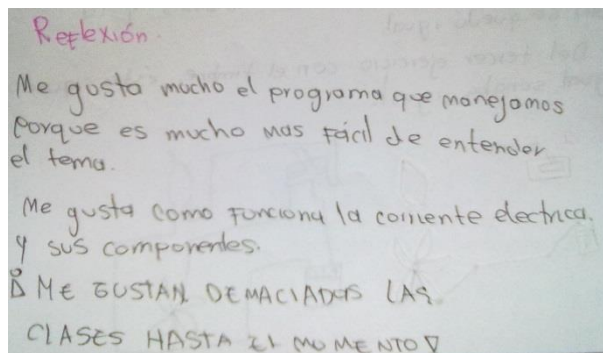 Reflexión.
Me gusta mucho el programa que manejamos
porque es mucho mas fácil de entender
el tema.
Me gusta como funciona la corriente electrica.
y sus componentes.
¡ ME GUSTAN DEMACIADOS LAS
CLASES HASTA EL MOMENTO !